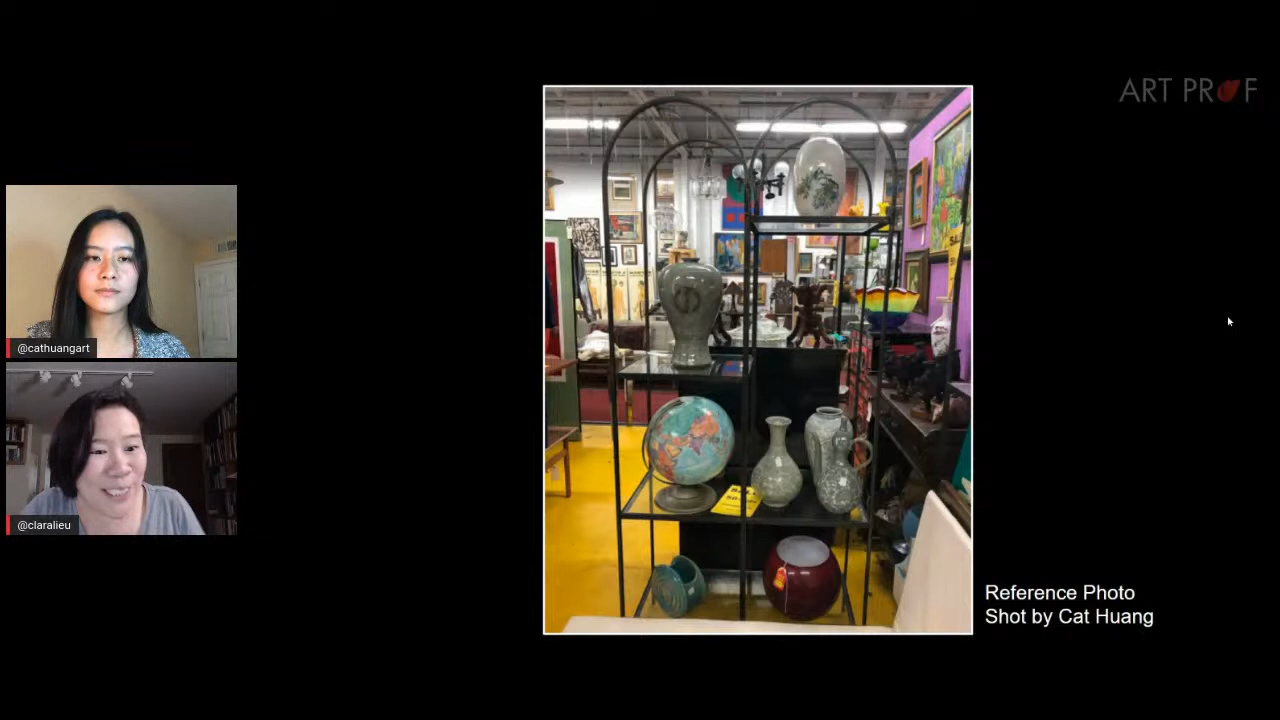 ART PROF
@cathuangart
@claralieu
Reference Photo
Shot by Cat Huang